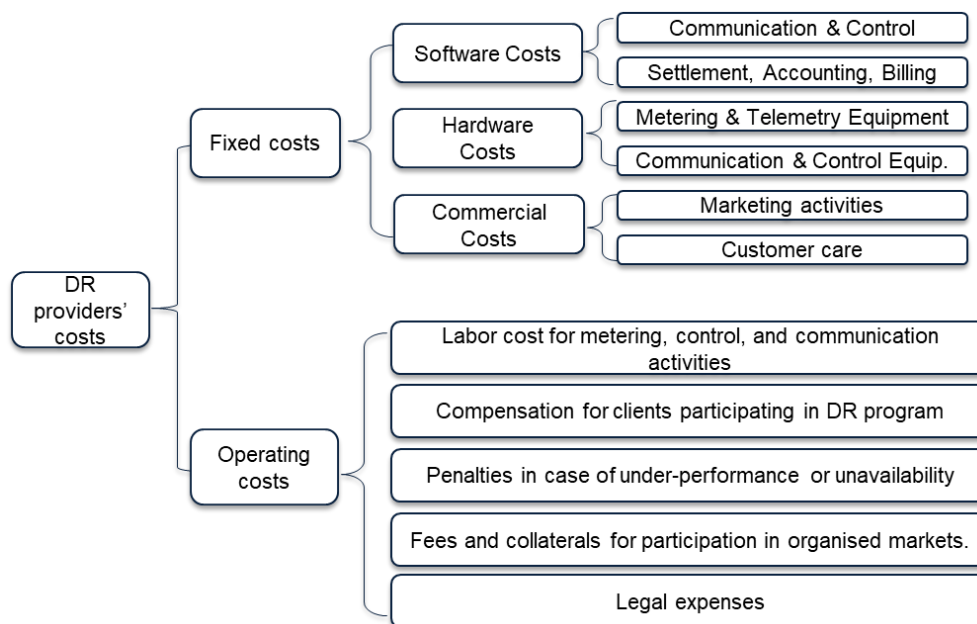 Communication & Control
Software Costs
Settlement, Accounting, Billing
Fixed costs
Hardware
Costs
Metering & Telemetry Equipment
Communication & Control Equip.
Commercial
Costs
Marketing activities
Customer care
DR
providers’
costs
Labor cost for metering, control, and communication
activities
Compensation for clients participating in DR program
Operating
costs
Penalties in case of under-performance or unavailability
Fees and collaterals for participation in organised markets.
Legal expenses